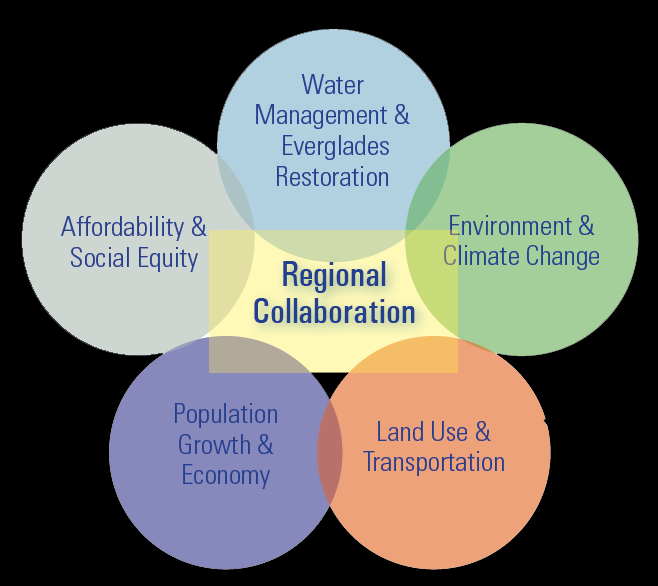 Water
Management &
Everglades
Restoration
Affordability &
Social Equity
Environment &
Climate Change
Regional
Collaboration
Population
Growth &
Economy
Land Use &
Transportation